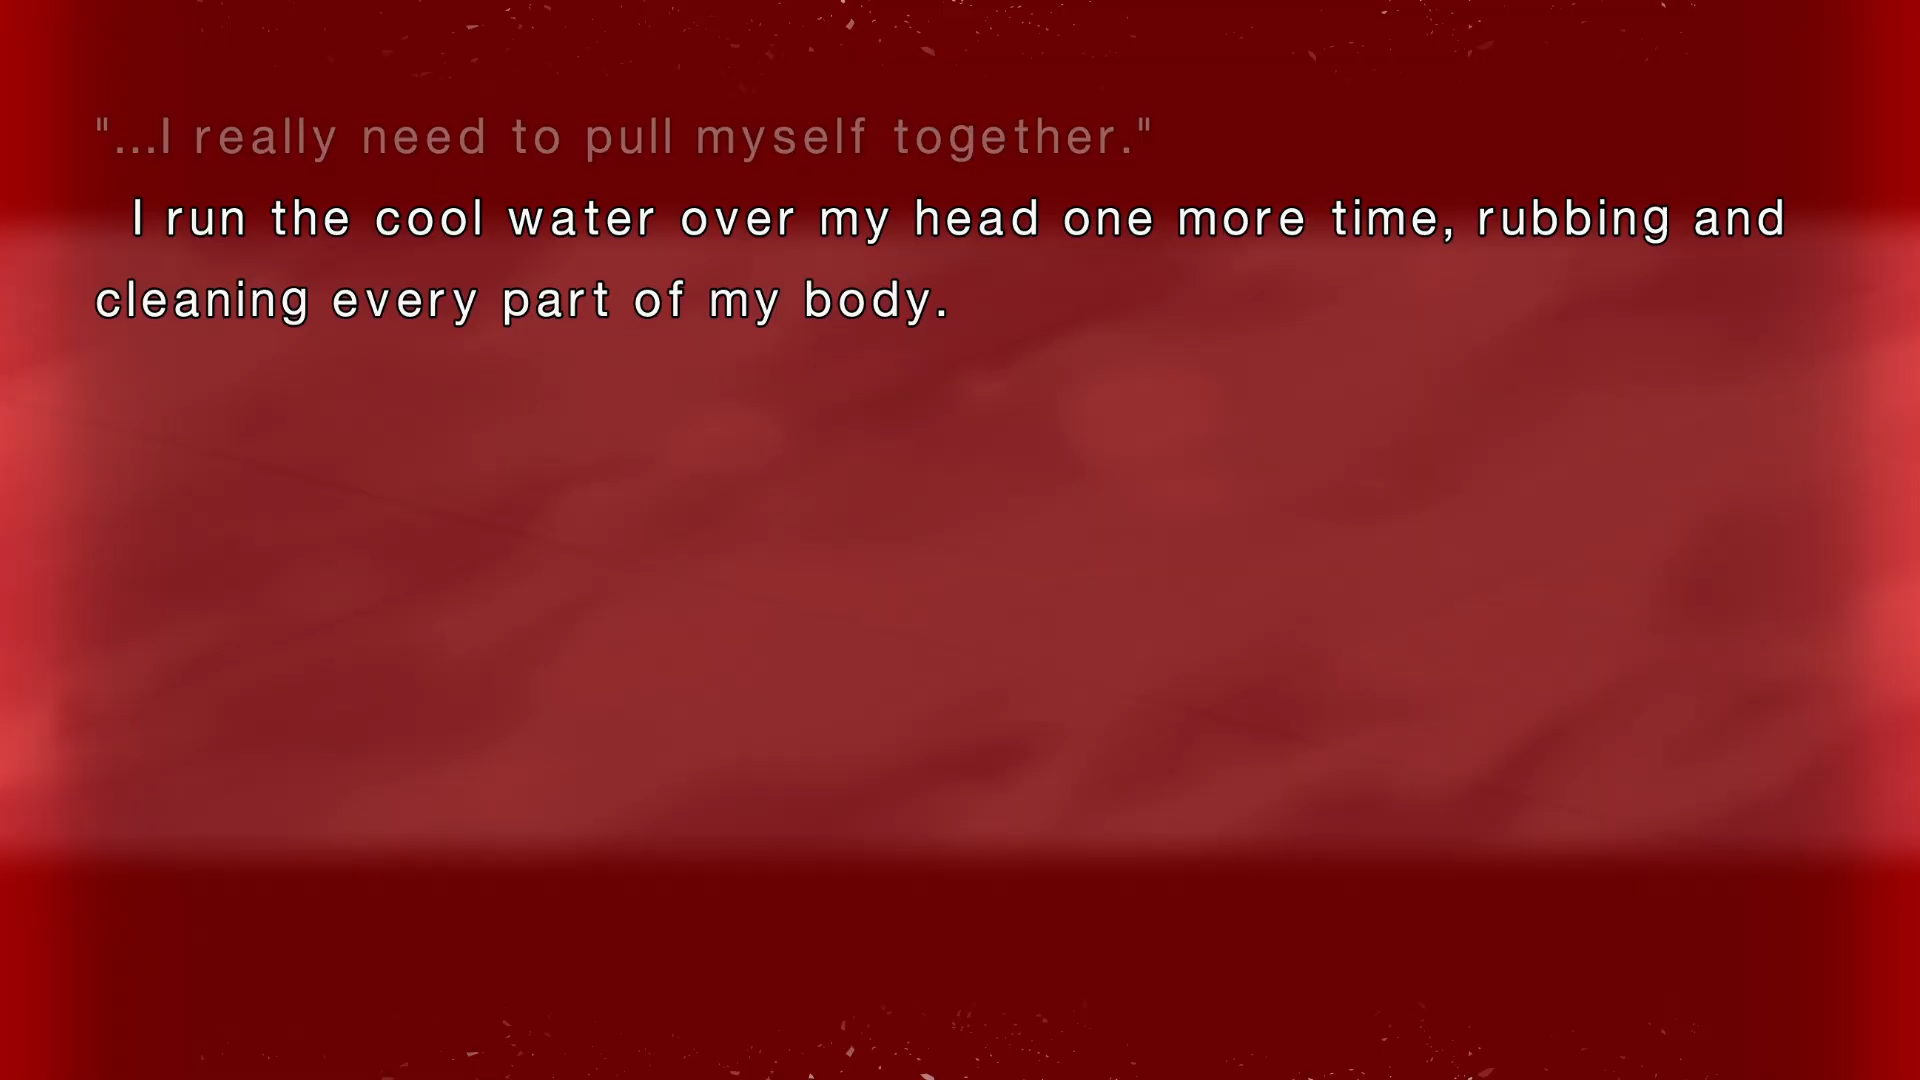 "...I really need to pull myself together."
I run the cool water over my head one more time, rubbing and
cleaning every part of my body.